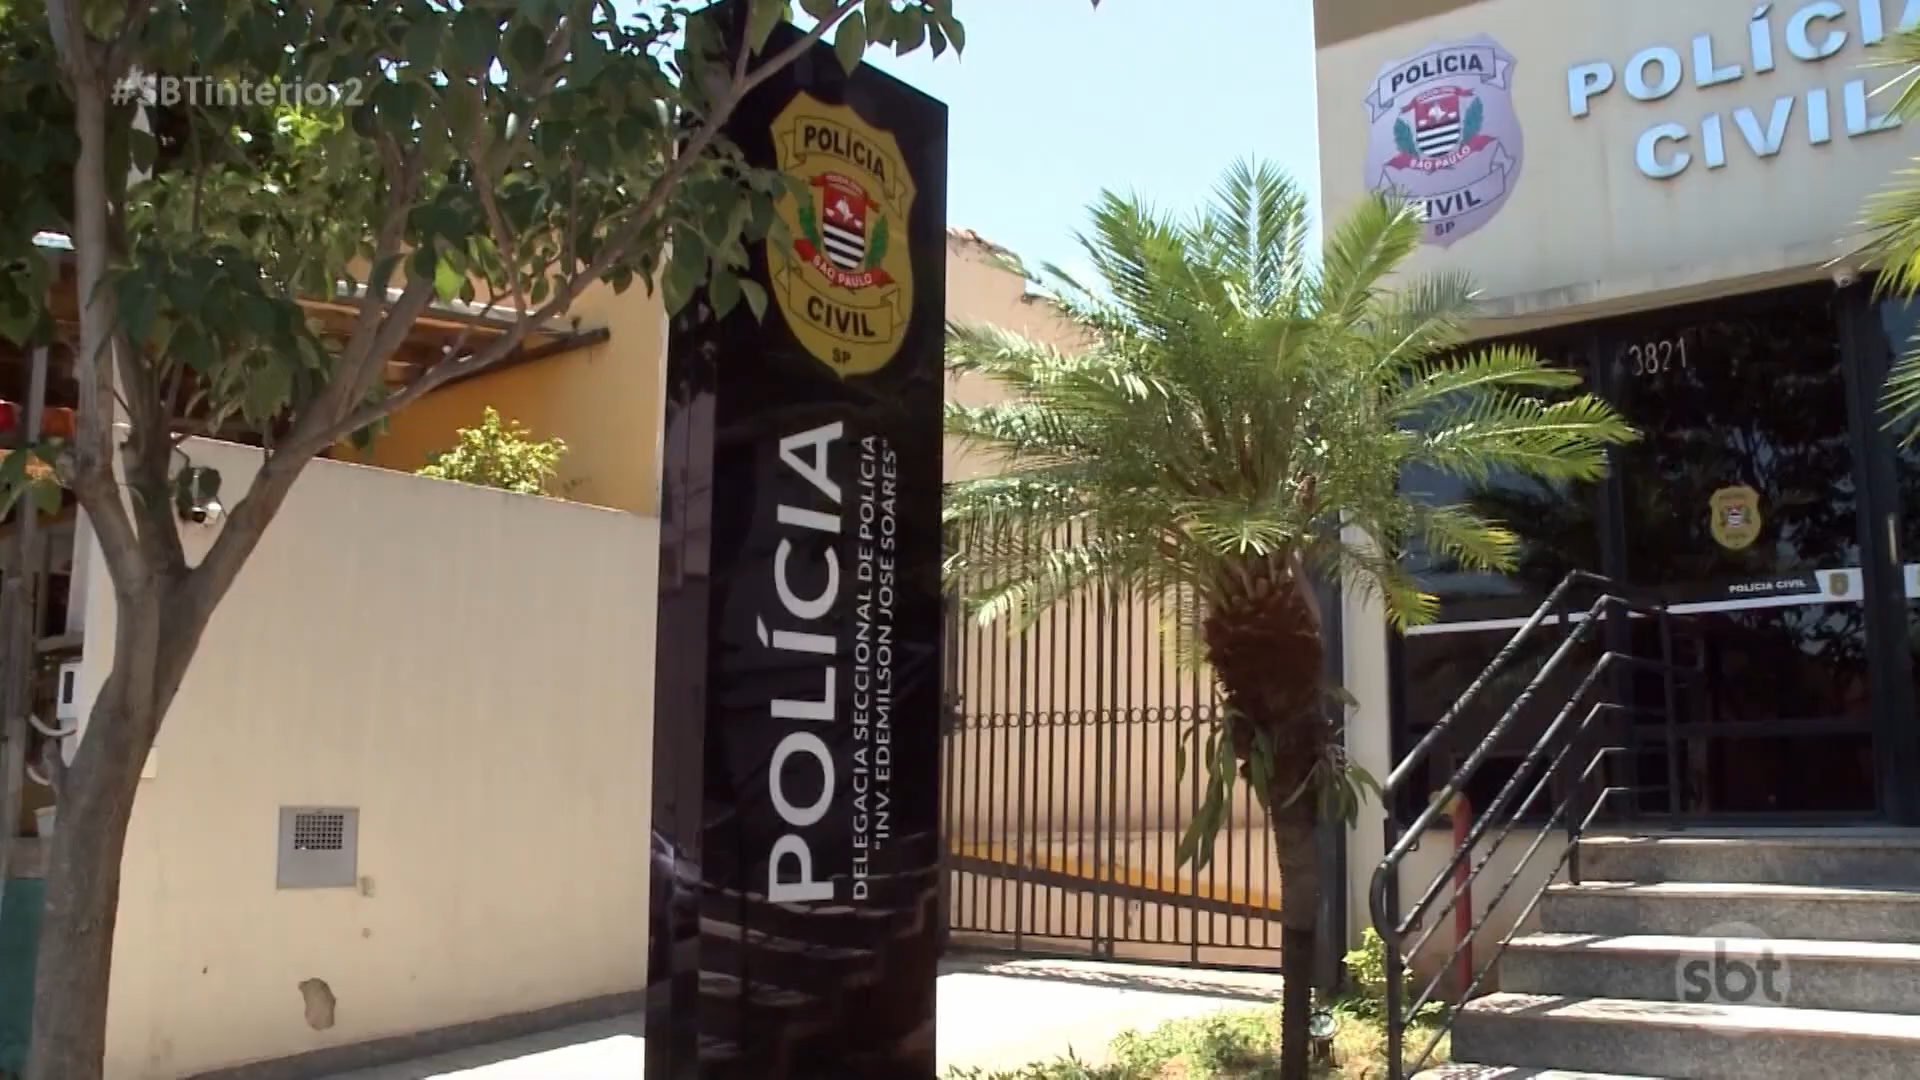 #SBTinterior2
POLÍCIA
SÃO PAULO
CIVIL
SP
POLÍCIA
DELEGACIA SECCIONAL DE POLÍCIA
"INV. EDEMILSON JOSÉ SOARES"
POLÍCIA
SÃO PAULO
CIVIL
SP
POLÍCIA
CIVIL
3821
POLÍCIA CIVIL
sbt